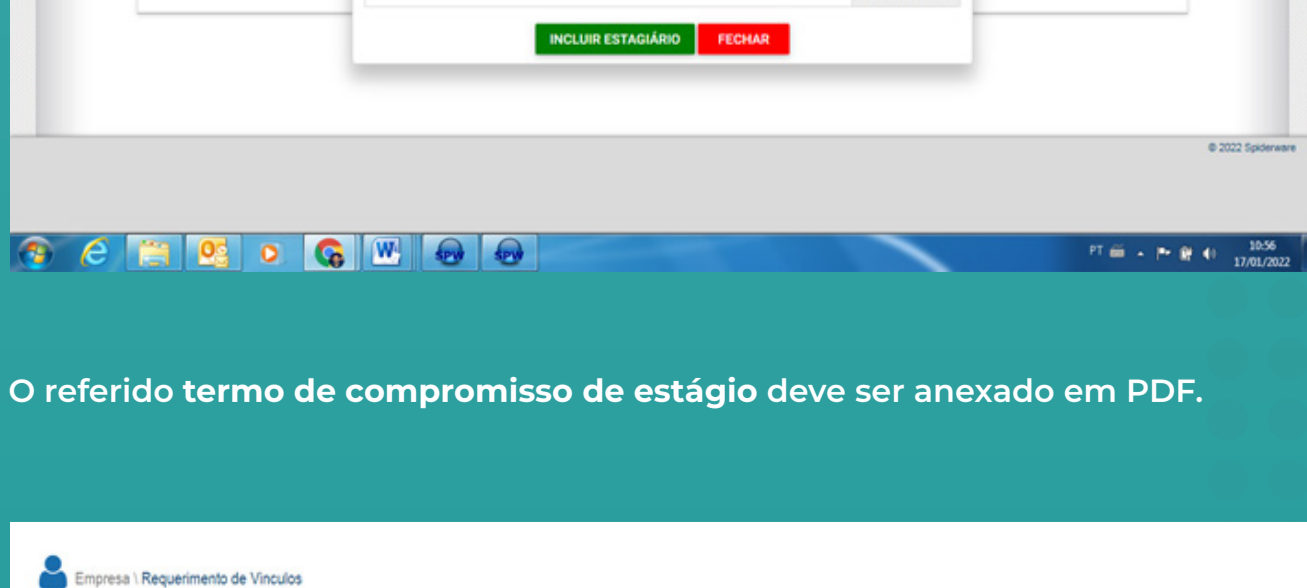 INCLUIR ESTAGIÁRIO FECHAR
© 2022 Spiderware
PT 10:56
17/01/2022
O referido termo de compromisso de estágio deve ser anexado em PDF.
Empresa \ Requerimento de Vinculos